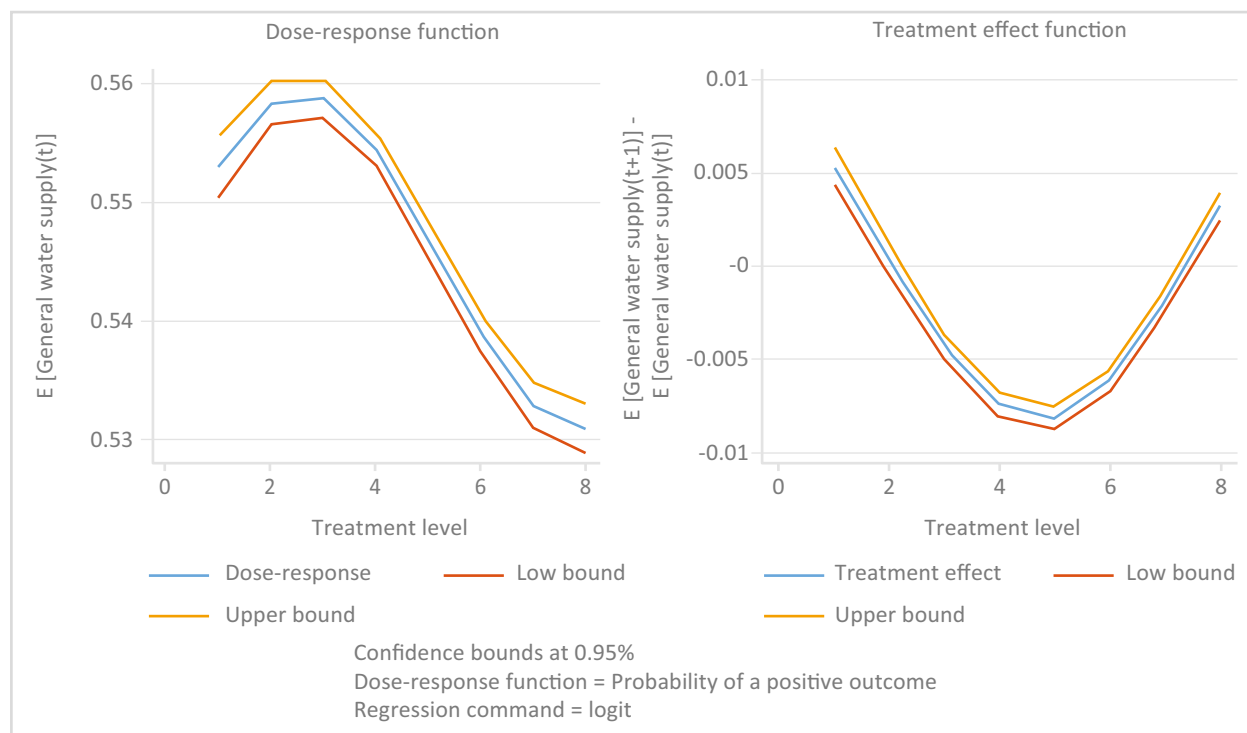 Dose-response function
E [General water supply(t)]
0.56
0.55
0.54
0.53
0 2 4 6 8
Treatment level
Dose-response
Low bound
Upper bound
Treatment effect function
E [General water supply(t+1)] -
E [General water supply(t)]
0.01
0.005
-0
-0.005
-0.01
0 2 4 6 8
Treatment level
Treatment effect
Low bound
Upper bound
Confidence bounds at 0.95%
Dose-response function = Probability of a positive outcome
Regression command = logit